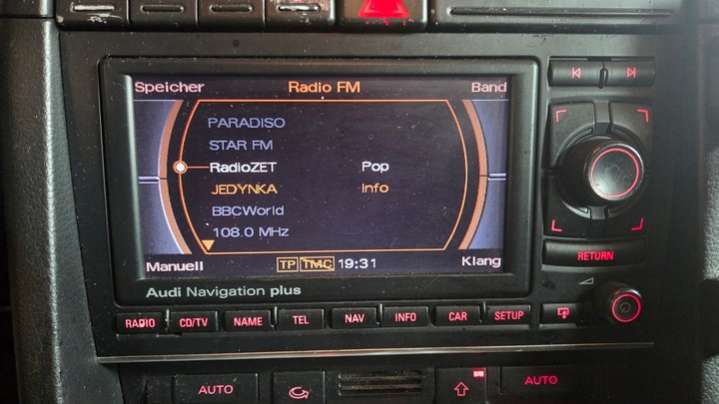 Speicher Radio FM Band
PARADISO
STAR FM
RadioZET Pop
JEDYNKA Info
BBCWorld
108.0 MHz
Manuell TP TMC 19:31 Klang
Audi Navigation plus
RETURN
RADIO CD/TV NAME TEL NAV INFO CAR SETUP
AUTO AUTO